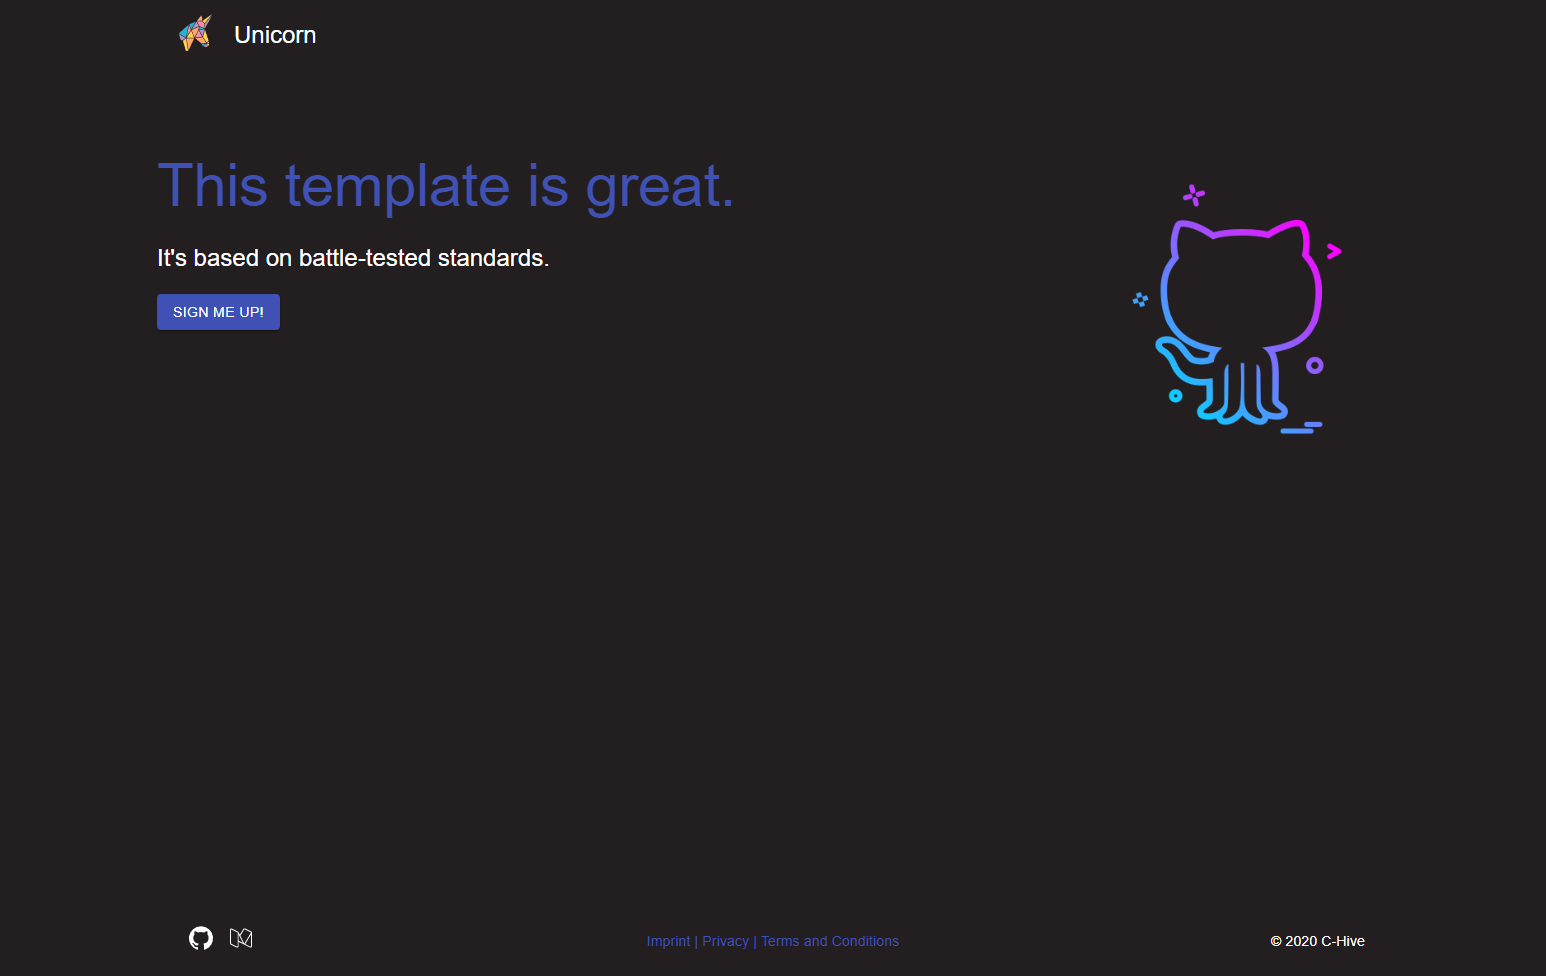 Unicorn
This template is great.
It's based on battle-tested standards.
SIGN ME UP!
Imprint | Privacy | Terms and Conditions
© 2020 C-Hive